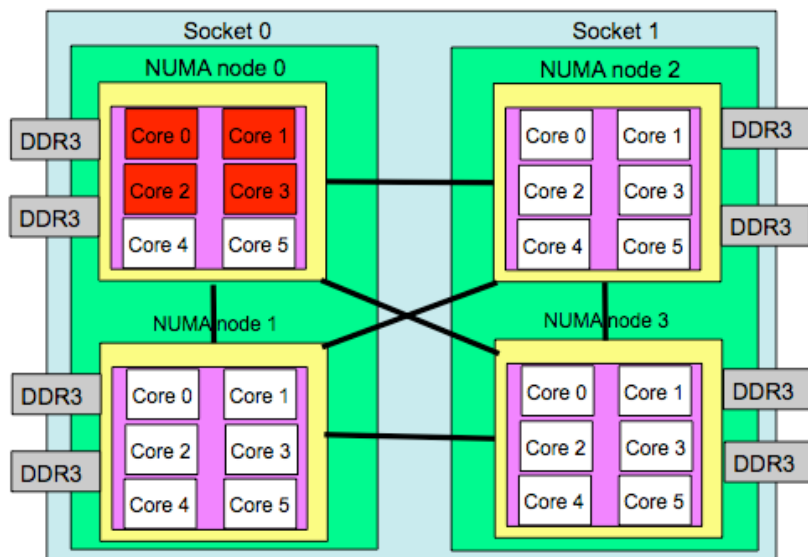 Socket 0
Socket 1
NUMA node 0
NUMA node 2
DDR3
DDR3
Core 0
Core 1
Core 2
Core 3
Core 4
Core 5
Core 0
Core 1
Core 2
Core 3
Core 4
Core 5
DDR3
DDR3
NUMA node 1
NUMA node 3
DDR3
DDR3
Core 0
Core 1
Core 2
Core 3
Core 4
Core 5
Core 0
Core 1
Core 2
Core 3
Core 4
Core 5
DDR3
DDR3